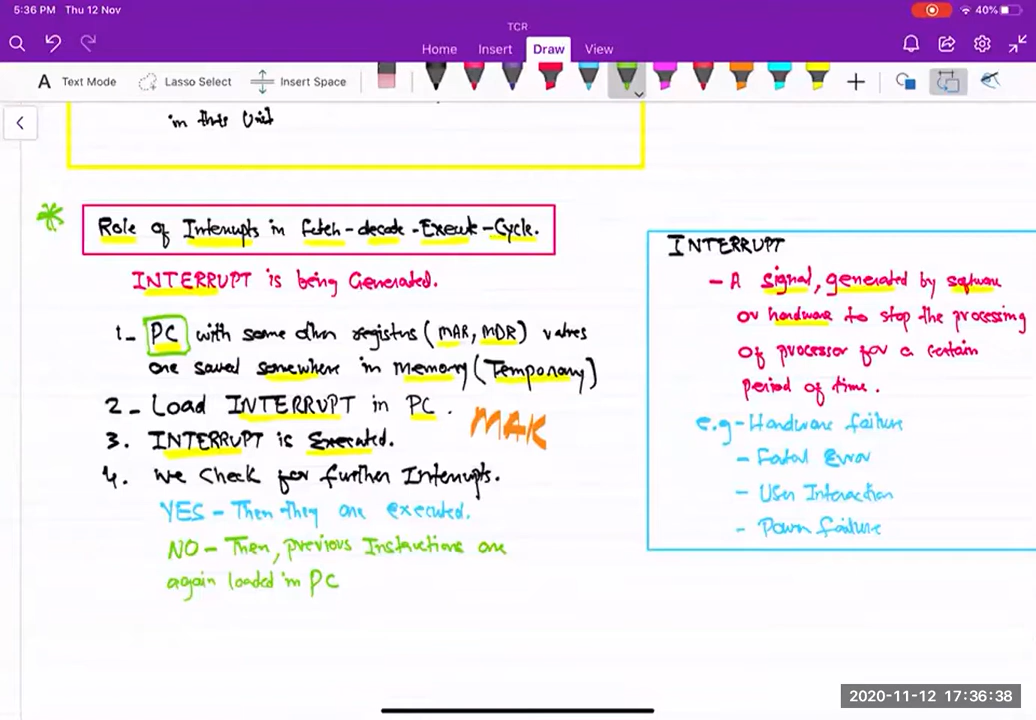 5:36 PM Thu 12 Nov
40%
TCR
Home Insert Draw View
A Text Mode Lasso Select Insert Space
in this Unit
Role of Interrupts in fetch-decode-Execute-Cycle.
INTERRUPT is being Generated.
1- PC with some other registers (MAR, MDR) values
are saved somewhere in Memory (Temporary)
2- Load INTERRUPT in PC.
MAR
3. INTERRUPT is Executed.
4. We Check for further Interrupts.
YES - Then they are executed.
NO - Then, previous Instructions are
again loaded in PC
INTERRUPT
- A signal, generated by software
or hardware to stop the processing
of processor for a certain
period of time.
e.g - Hardware failure
- Fatal Error
- User Interaction
- Power failure
2020-11-12 17:36:38